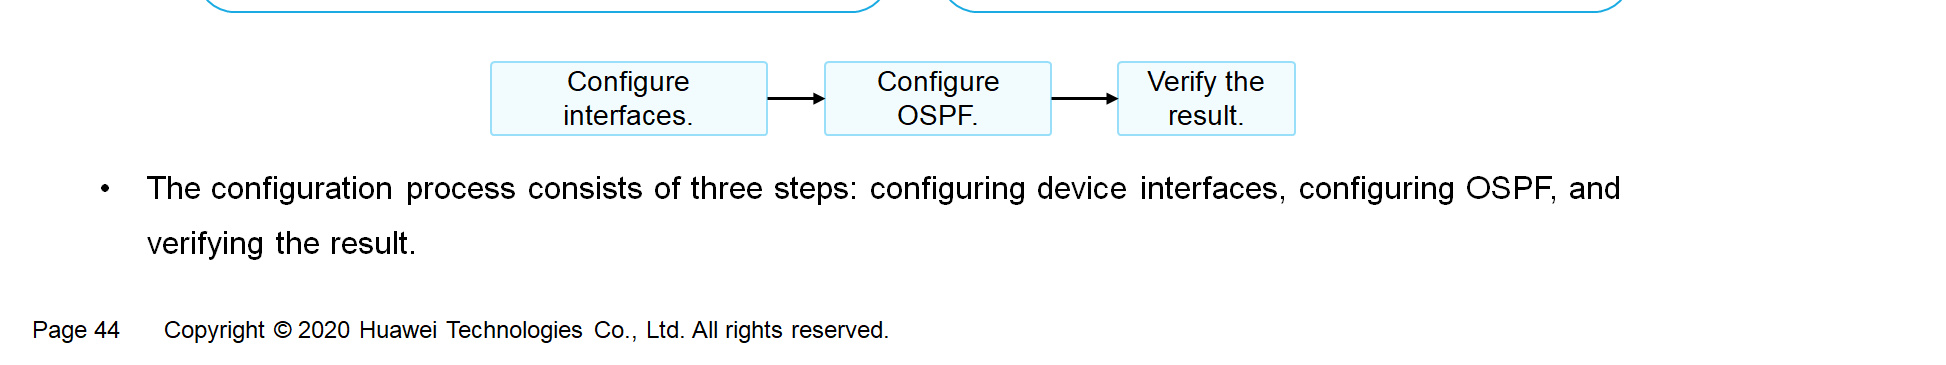 Configure
interfaces.
Configure
OSPF.
Verify the
result.
• The configuration process consists of three steps: configuring device interfaces, configuring OSPF, and
verifying the result.
Page 44 Copyright © 2020 Huawei Technologies Co., Ltd. All rights reserved.